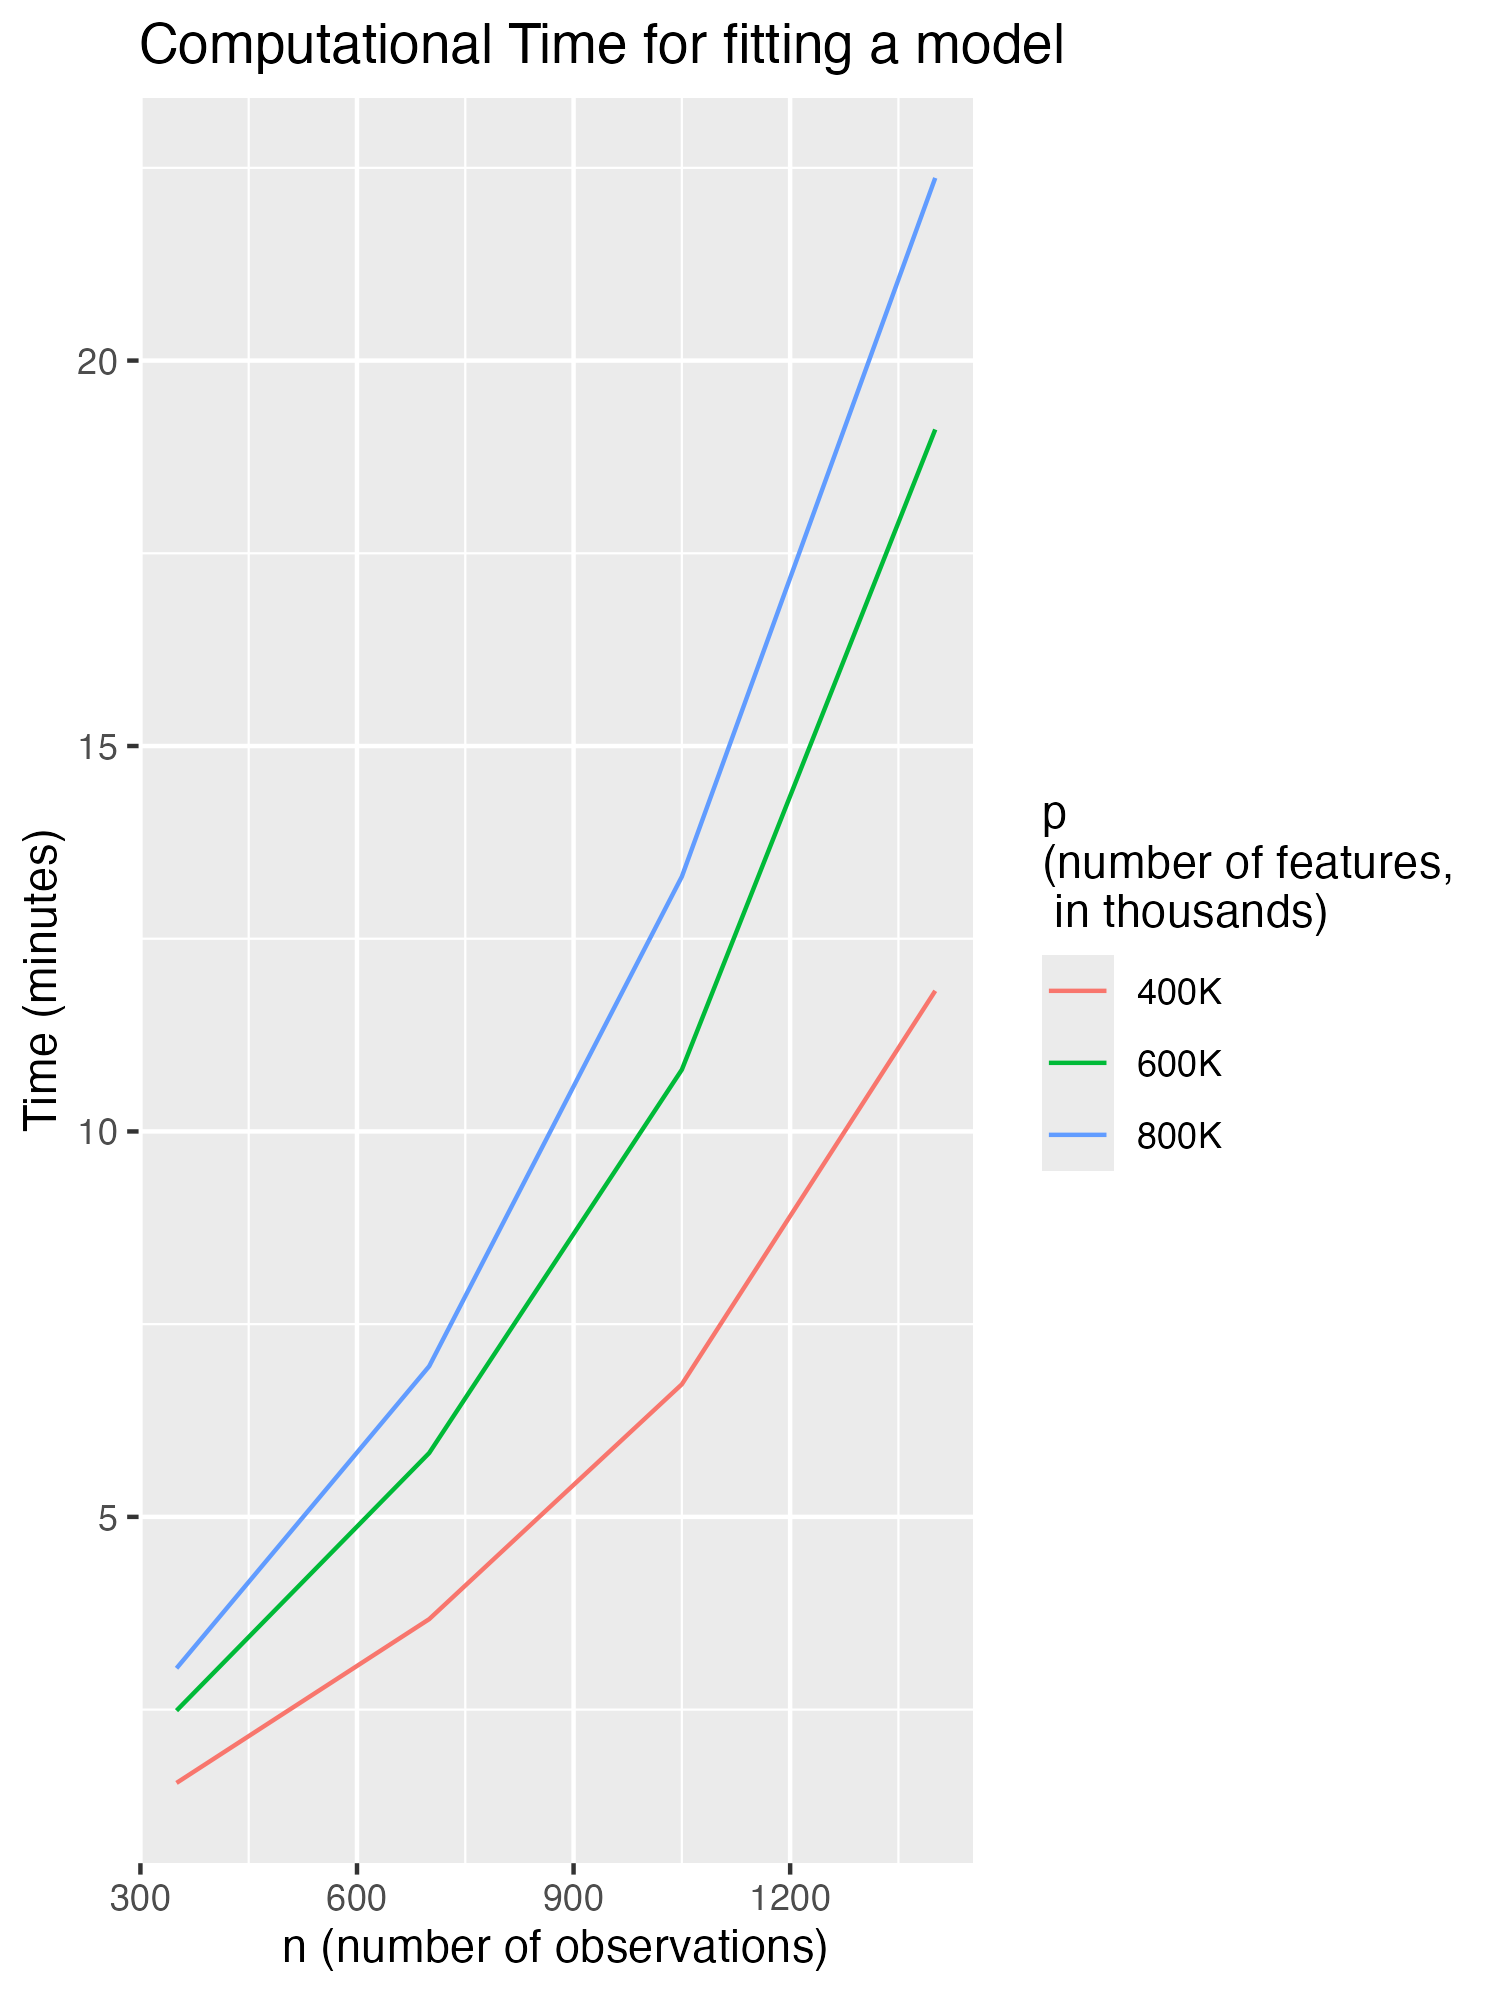 Computational Time for fitting a model
20
15
10
5
Time (minutes)
300 600 900 1200
n (number of observations)
p
(number of features,
in thousands)
400K
600K
800K